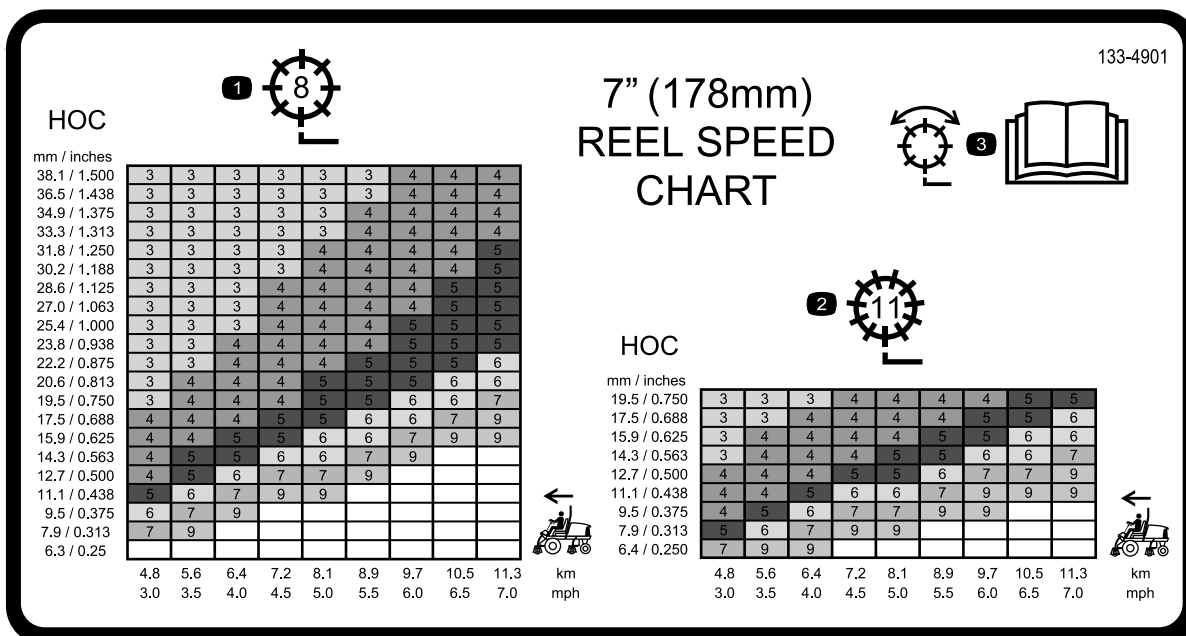 133-4901
7” (178mm)
REEL SPEED
CHART
3
1
8
HOC
mm / inches
38.1 / 1.500 3 3 3 3 3 3 4 4 4
36.5 / 1.438 3 3 3 3 3 3 4 4 4
34.9 / 1.375 3 3 3 3 3 4 4 4 4
33.3 / 1.313 3 3 3 3 3 4 4 4 4
31.8 / 1.250 3 3 3 3 4 4 4 4 5
30.2 / 1.188 3 3 3 3 4 4 4 4 5
28.6 / 1.125 3 3 3 4 4 4 4 5 5
27.0 / 1.063 3 3 3 4 4 4 4 5 5
25.4 / 1.000 3 3 3 4 4 4 5 5 5
23.8 / 0.938 3 3 4 4 4 4 5 5 5
22.2 / 0.875 3 3 4 4 4 5 5 5 6
20.6 / 0.813 3 4 4 4 5 5 5 6 6
19.5 / 0.750 3 4 4 4 5 5 6 6 7
17.5 / 0.688 4 4 4 5 5 6 6 7 9
15.9 / 0.625 4 4 5 5 6 6 7 9 9
14.3 / 0.563 4 5 5 6 6 7 9
12.7 / 0.500 4 5 6 7 7 9
11.1 / 0.438 5 6 7 9 9
9.5 / 0.375 6 7 9
7.9 / 0.313 7 9
6.3 / 0.25
4.8 5.6 6.4 7.2 8.1 8.9 9.7 10.5 11.3 km
3.0 3.5 4.0 4.5 5.0 5.5 6.0 6.5 7.0 mph
2
11
HOC
mm / inches
19.5 / 0.750 3 3 3 4 4 4 4 5 5
17.5 / 0.688 3 3 4 4 4 4 5 5 6
15.9 / 0.625 3 4 4 4 4 5 5 6 6
14.3 / 0.563 3 4 4 4 5 5 6 6 7
12.7 / 0.500 4 4 4 5 5 6 7 7 9
11.1 / 0.438 4 4 5 6 6 7 9 9 9
9.5 / 0.375 4 5 6 7 7 9 9
7.9 / 0.313 5 6 7 9 9
6.4 / 0.250 7 9 9
4.8 5.6 6.4 7.2 8.1 8.9 9.7 10.5 11.3 km
3.0 3.5 4.0 4.5 5.0 5.5 6.0 6.5 7.0 mph